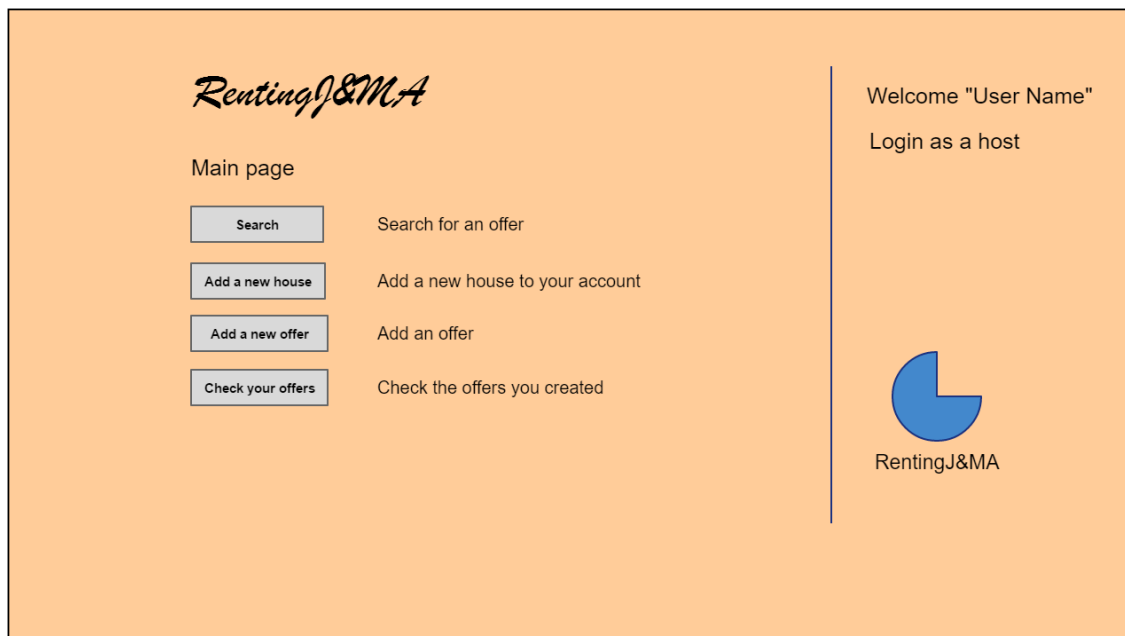 RentingJ&MA
Main page
Search Search for an offer
Add a new house Add a new house to your account
Add a new offer Add an offer
Check your offers Check the offers you created
Welcome "User Name"
Login as a host
RentingJ&MA